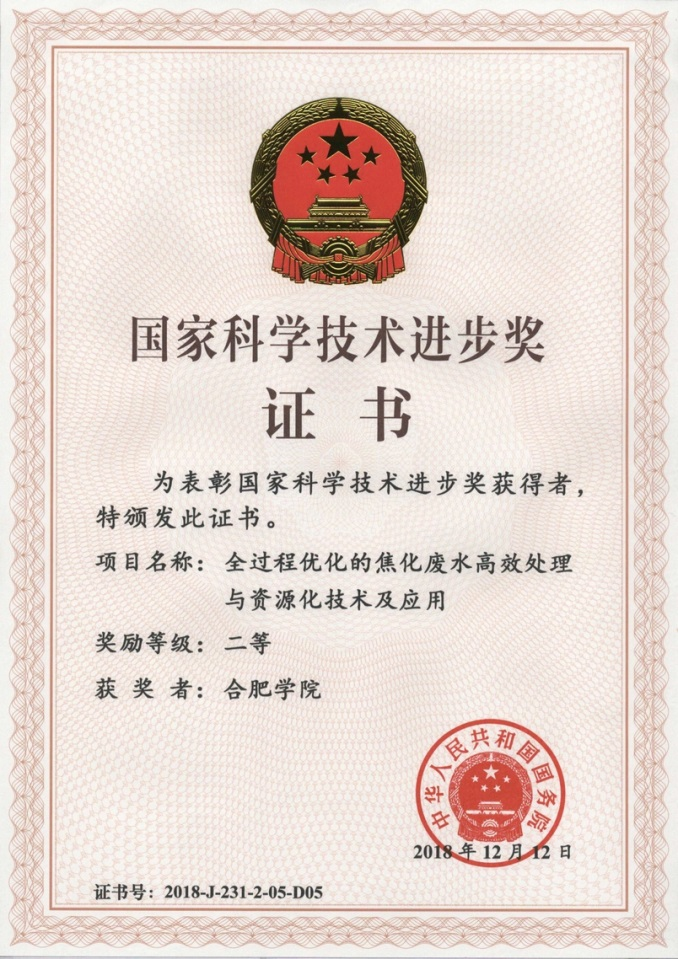 国家科学技术进步奖
证书
为表彰国家科学技术进步奖获得者，
特颁发此证书。
项目名称：全过程优化的焦化废水高效处理
与资源化技术及应用
奖励等级：二等
获奖者：合肥学院
中华人民共和国国务院
2018年12月12日
证书号：2018-J-231-2-05-D05